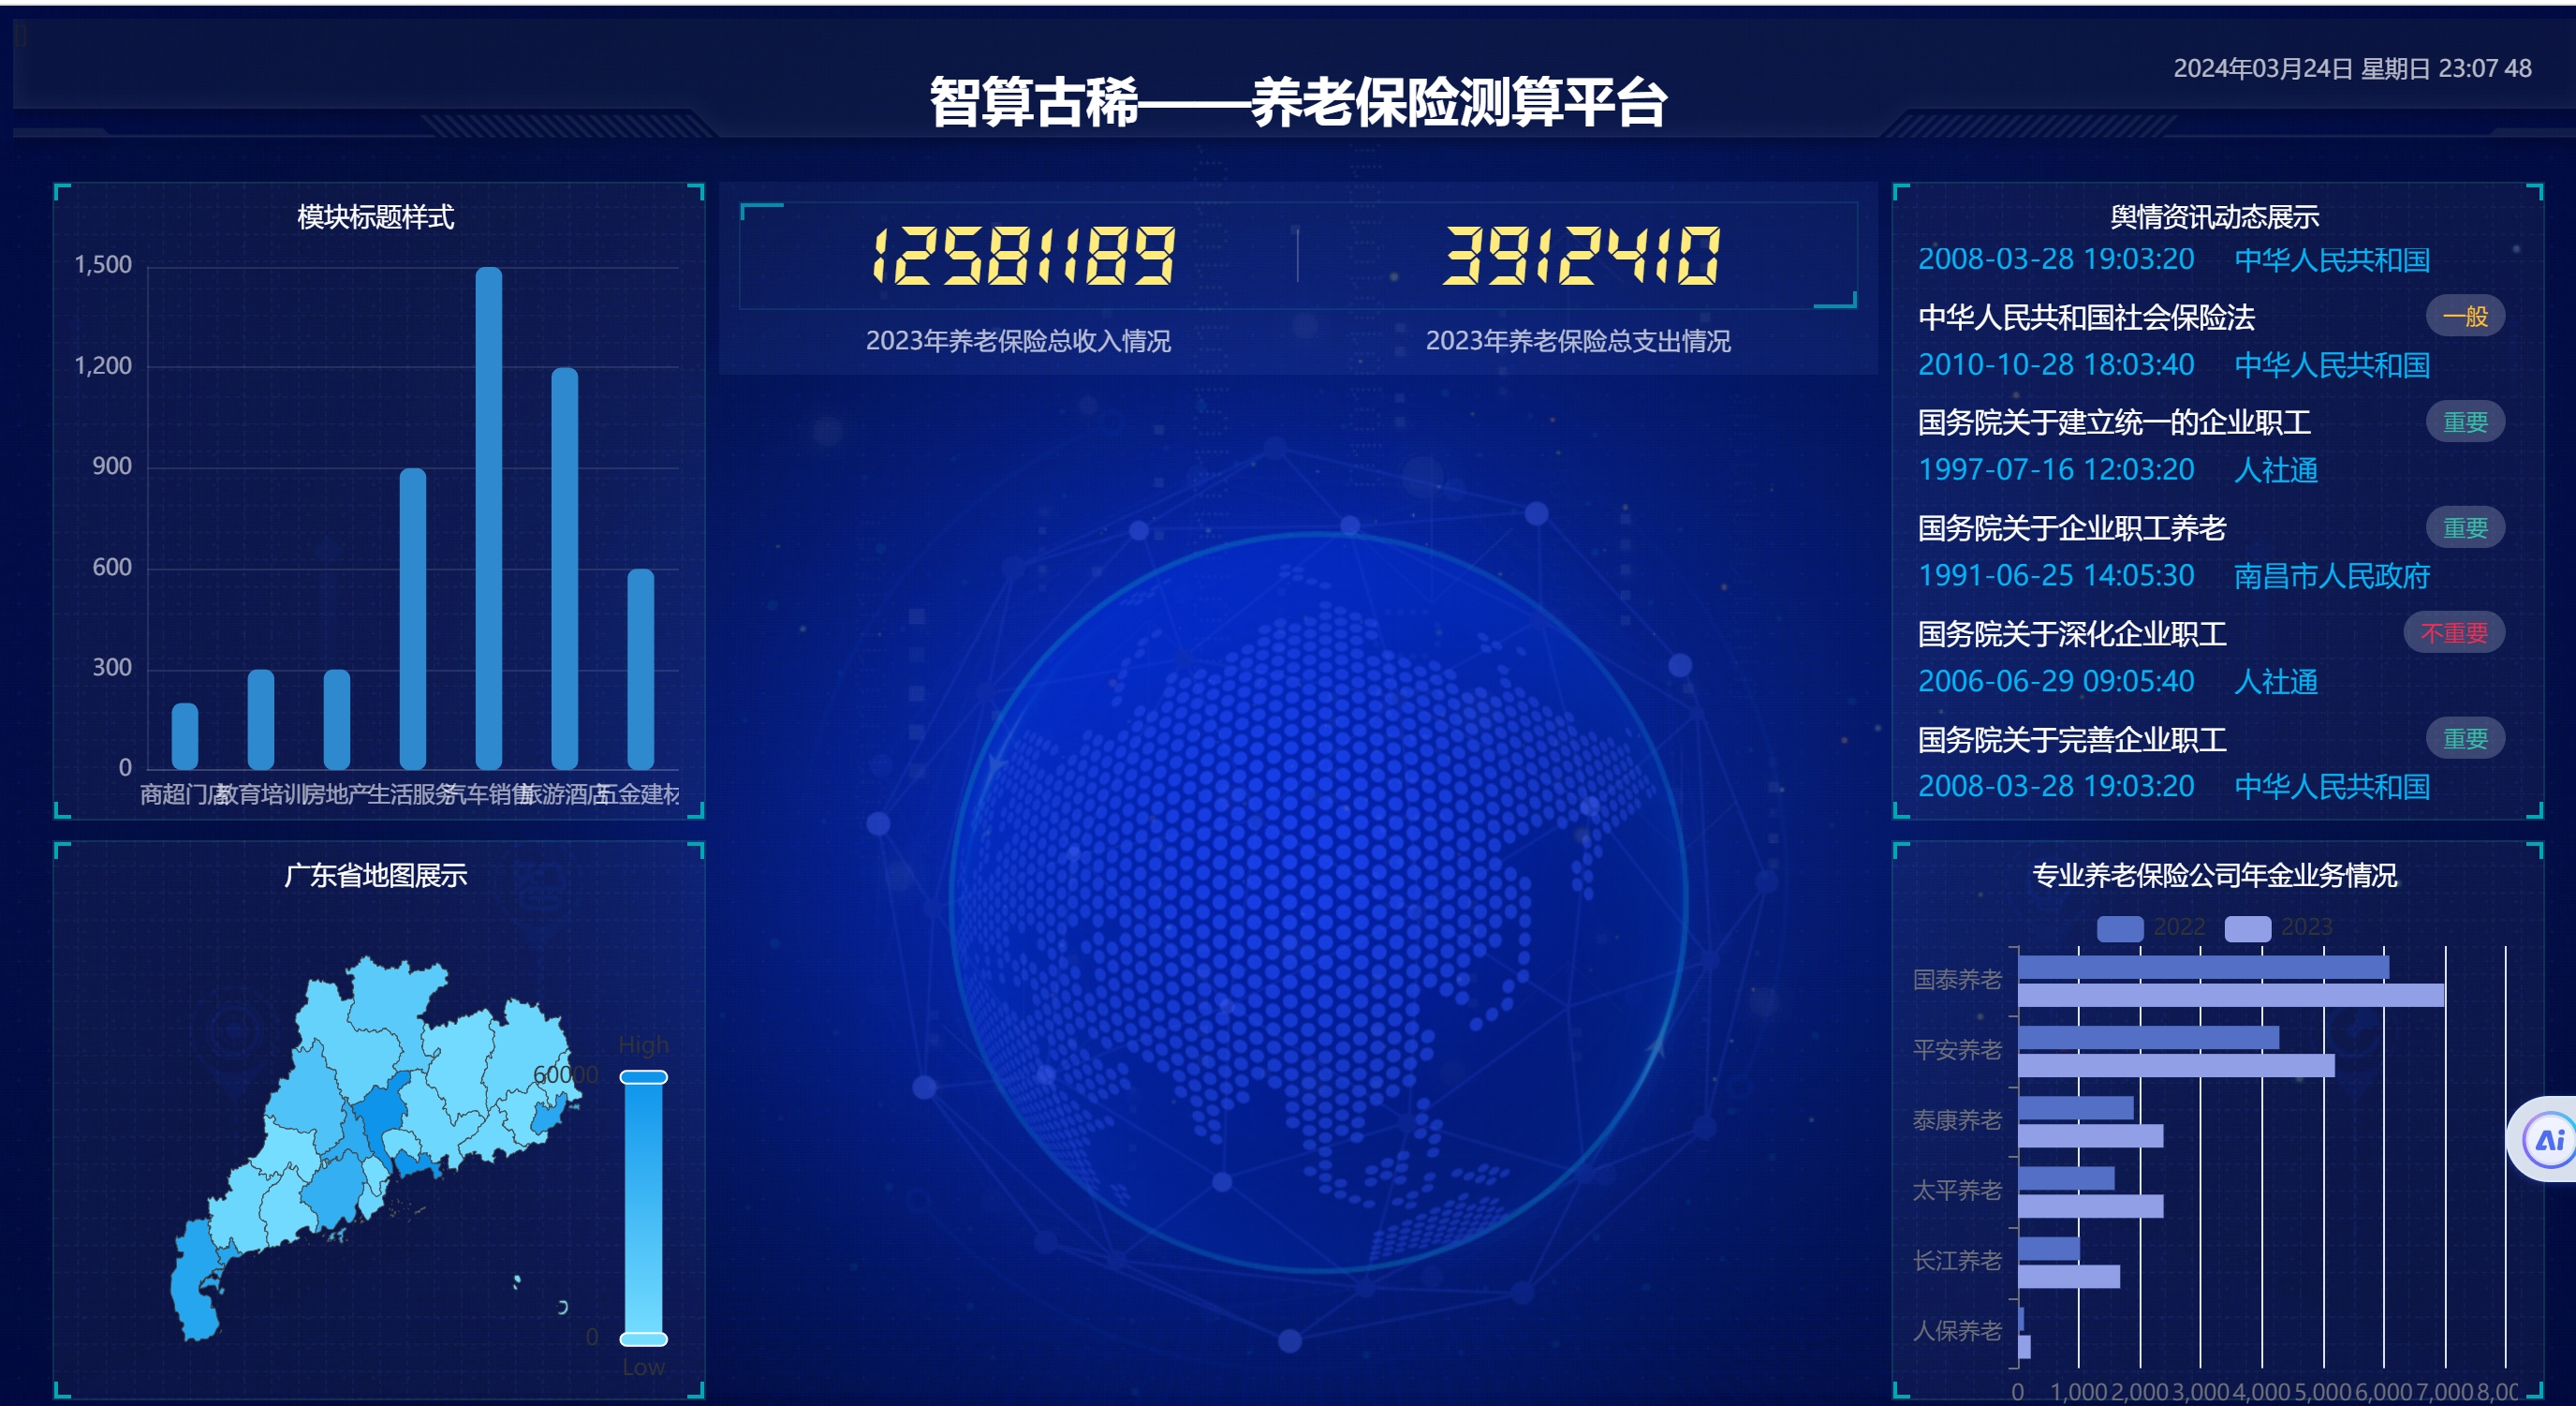 智算古稀——养老保险测算平台
2024年03月24日 星期日 23:07 48
模块标题样式
1,500
1,200
900
600
300
0
商超门店 教育培训 房地产 生活服务 汽车销售 旅游酒店 五金建材
12581189
3912410
2023年养老保险总收入情况
2023年养老保险总支出情况
舆情资讯动态展示
2008-03-28 19:03:20 中华人民共和国
中华人民共和国社会保险法 一般
2010-10-28 18:03:40 中华人民共和国
国务院关于建立统一的企业职工 重要
1997-07-16 12:03:20 人社通
国务院关于企业职工养老 重要
1991-06-25 14:05:30 南昌市人民政府
国务院关于深化企业职工 不重要
2006-06-29 09:05:40 人社通
国务院关于完善企业职工 重要
2008-03-28 19:03:20 中华人民共和国
广东省地图展示
High
60000
0
Low
专业养老保险公司年金业务情况
2022 2023
国泰养老
平安养老
泰康养老
太平养老
长江养老
人保养老
0 1,000 2,000 3,000 4,000 5,000 6,000 7,000 8,00
Ai